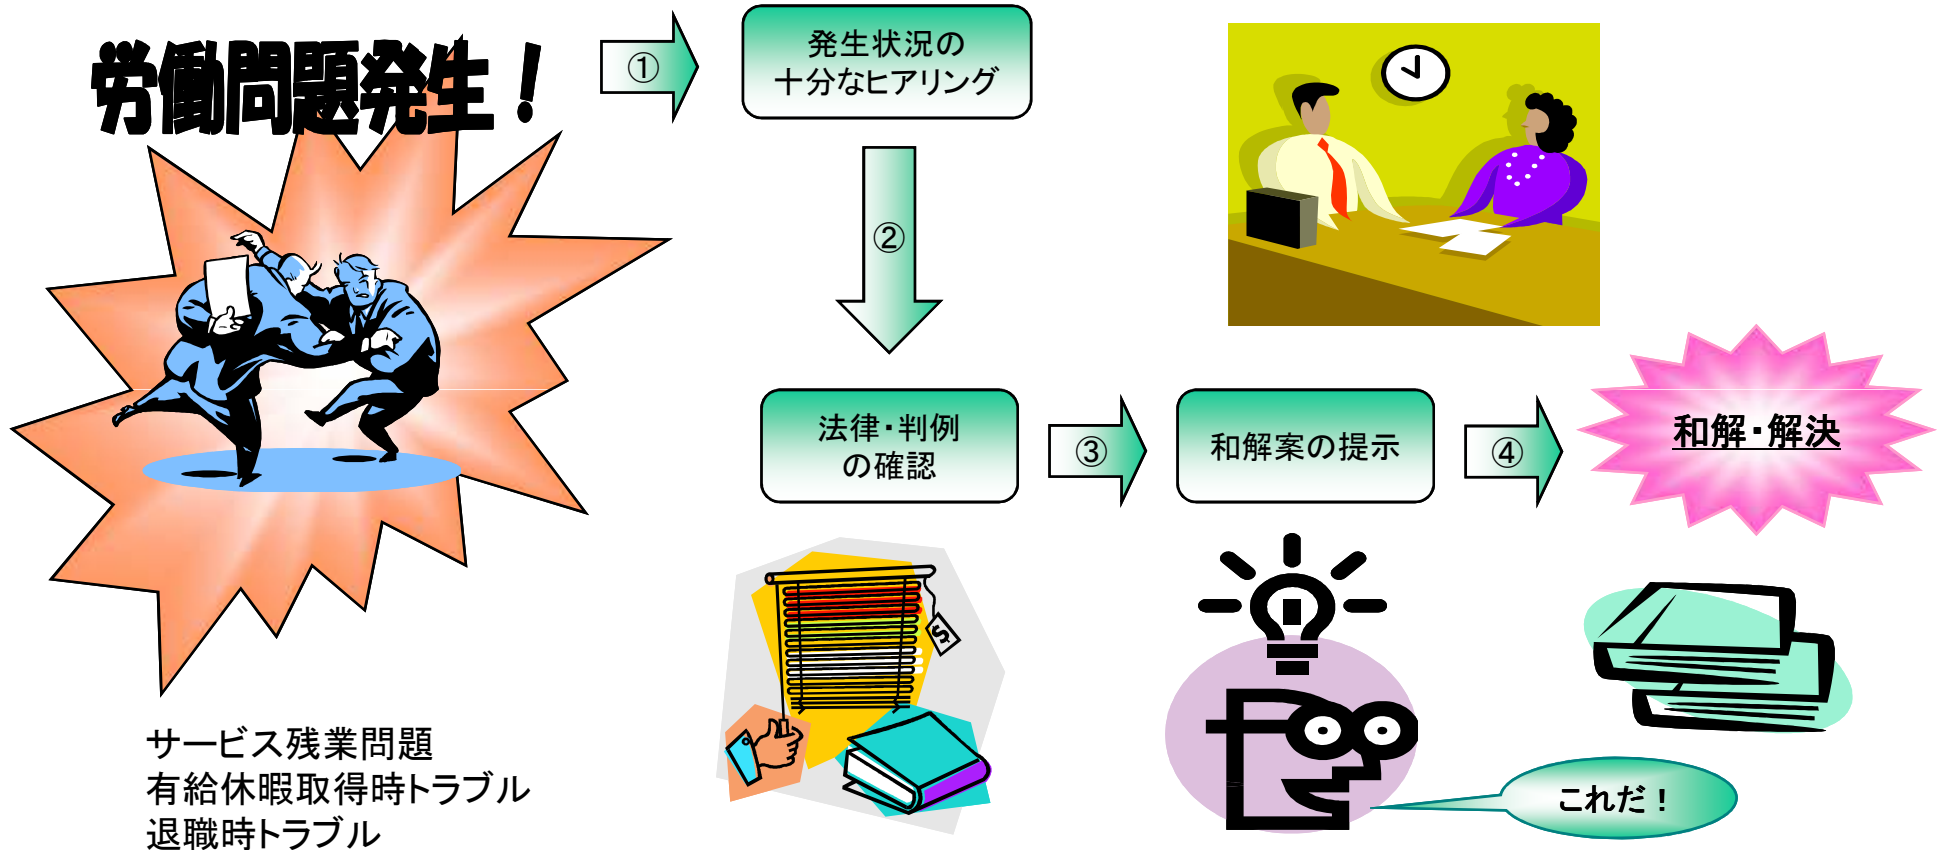 労働問題発生！
①
発生状況の
十分なヒアリング
②
法律・判例
の確認
③
和解案の提示
④
和解・解決
$
これだ！
サービス残業問題
有給休暇取得時トラブル
退職時トラブル